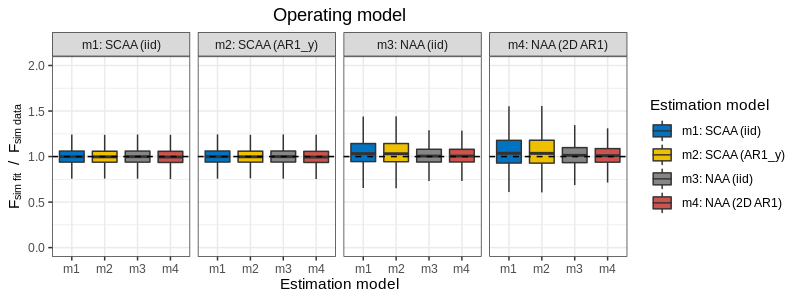 Operating model
m1: SCAA (iid)
m2: SCAA (AR1_y)
m3: NAA (iid)
m4: NAA (2D AR1)
F sim fit / F sim data
2.0
1.5
1.0
0.5
0.0
m1 m2 m3 m4
m1 m2 m3 m4
m1 m2 m3 m4
m1 m2 m3 m4
Estimation model
Estimation model
m1: SCAA (iid)
m2: SCAA (AR1_y)
m3: NAA (iid)
m4: NAA (2D AR1)